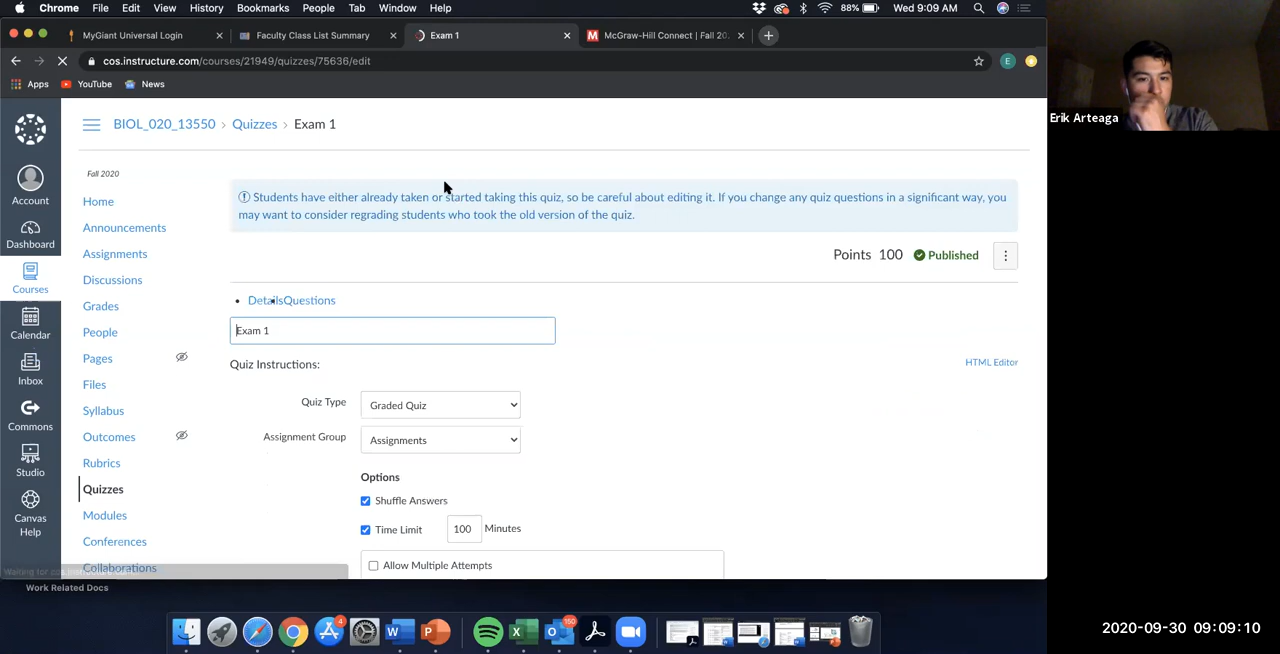 Chrome File Edit View History Bookmarks People Tab Window Help 88% Wed 9:09 AM
MyGiant Universal Login Faculty Class List Summary Exam 1 McGraw-Hill Connect | Fall 20.
cos.instructure.com/courses/21949/quizzes/75636/edit E
Apps YouTube News
BIOL_020_13550 › Quizzes › Exam 1
Fall 2020
Home
Announcements
Assignments
Discussions
Grades
People
Pages
Files
Syllabus
Outcomes
Rubrics
Quizzes
Modules
Conferences
Collaborations
Account
Dashboard
Courses
Calendar
Inbox
Commons
Studio
Canvas
Help
Students have either already taken or started taking this quiz, so be careful about editing it. If you change any quiz questions in a significant way, you
may want to consider regrading students who took the old version of the quiz.
Points 100 Published
DetailsQuestions
Exam 1
Quiz Instructions: HTML Editor
Quiz Type Graded Quiz
Assignment Group Assignments
Options
Shuffle Answers
Time Limit 100 Minutes
Allow Multiple Attempts
Work Related Docs
4
150
Erik Arteaga
2020-09-30 09:09:10